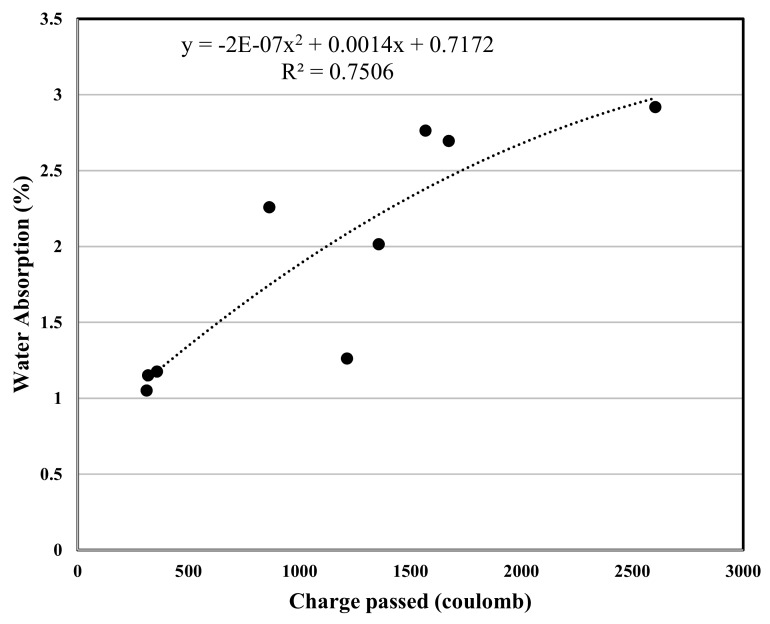 y = -2E-07x² + 0.0014x + 0.7172
R² = 0.7506
3.5
3
2.5
2
1.5
1
0.5
0
Water Absorption (%)
0 500 1000 1500 2000 2500 3000
Charge passed (coulomb)